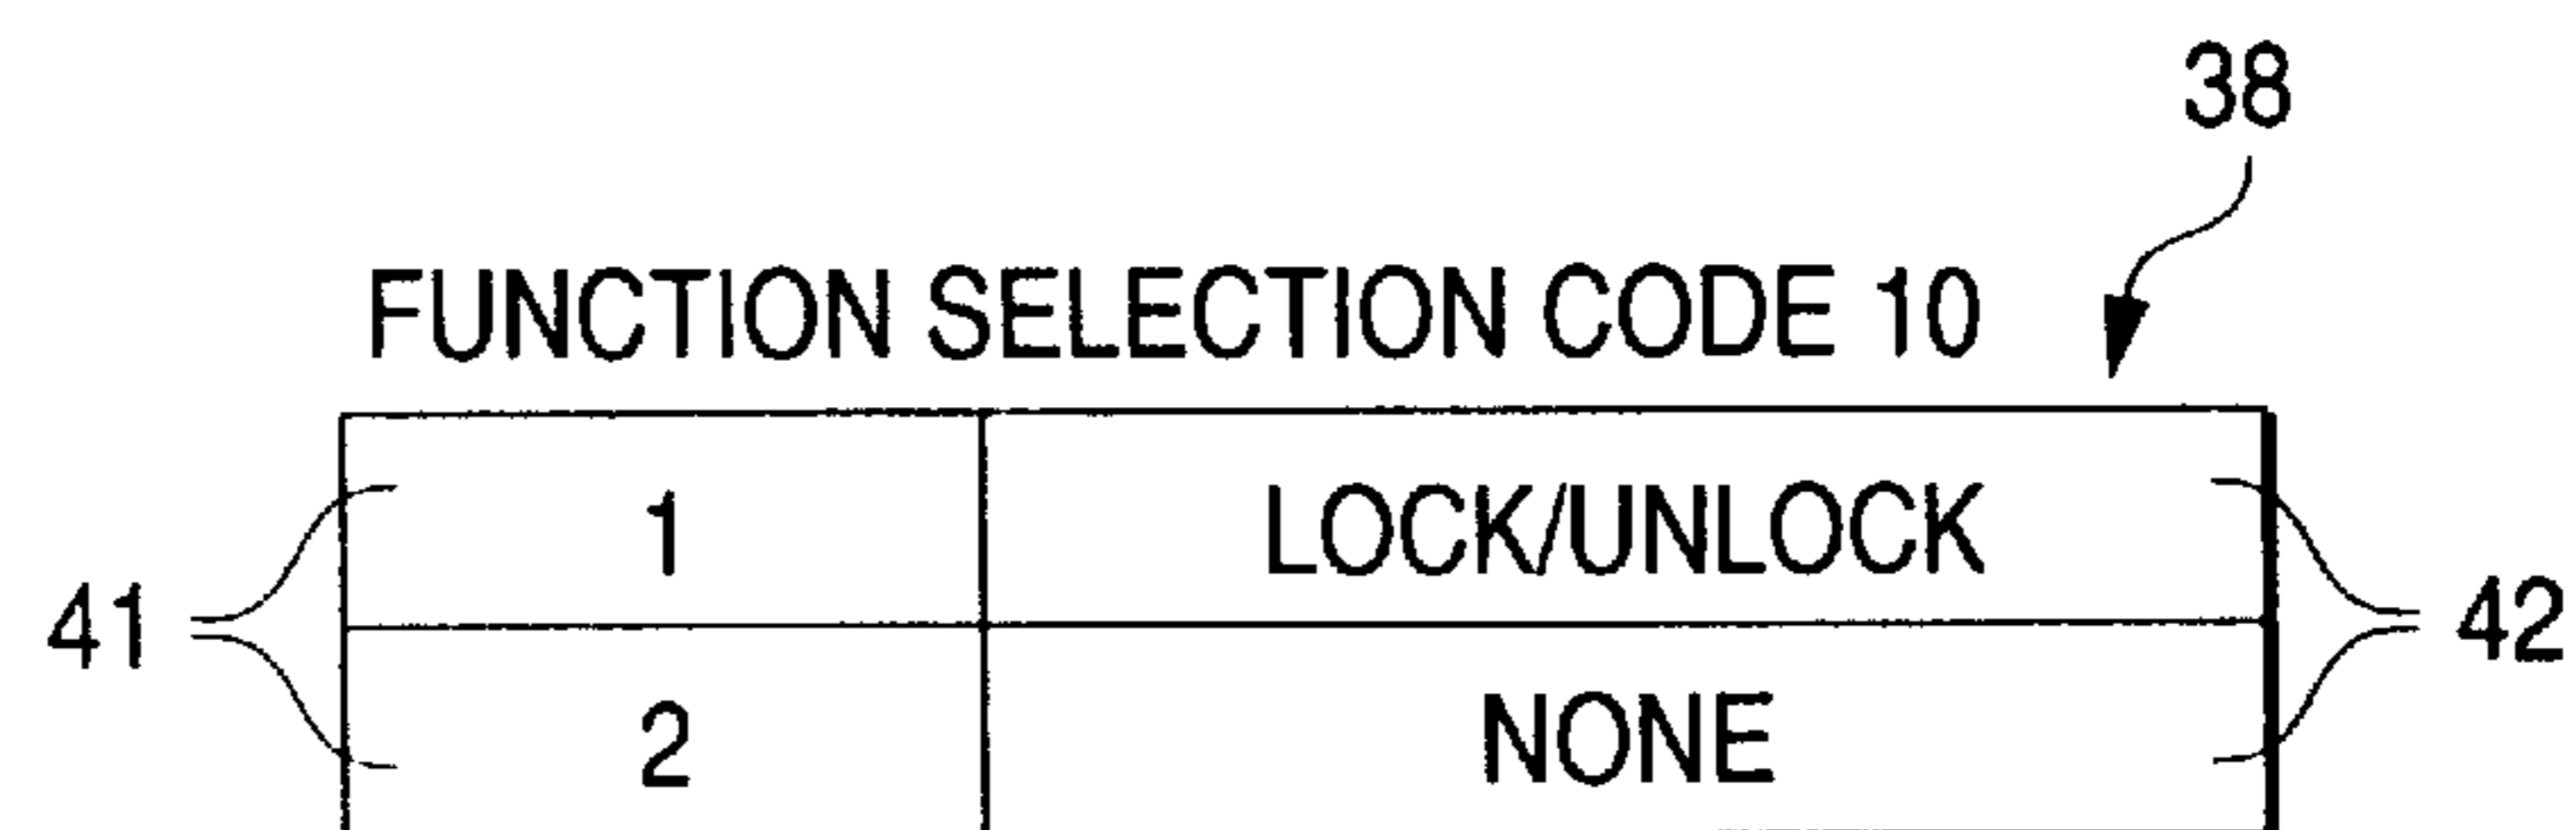 38
FUNCTION SELECTION CODE 10
1 LOCK/UNLOCK
41 42
2 NONE